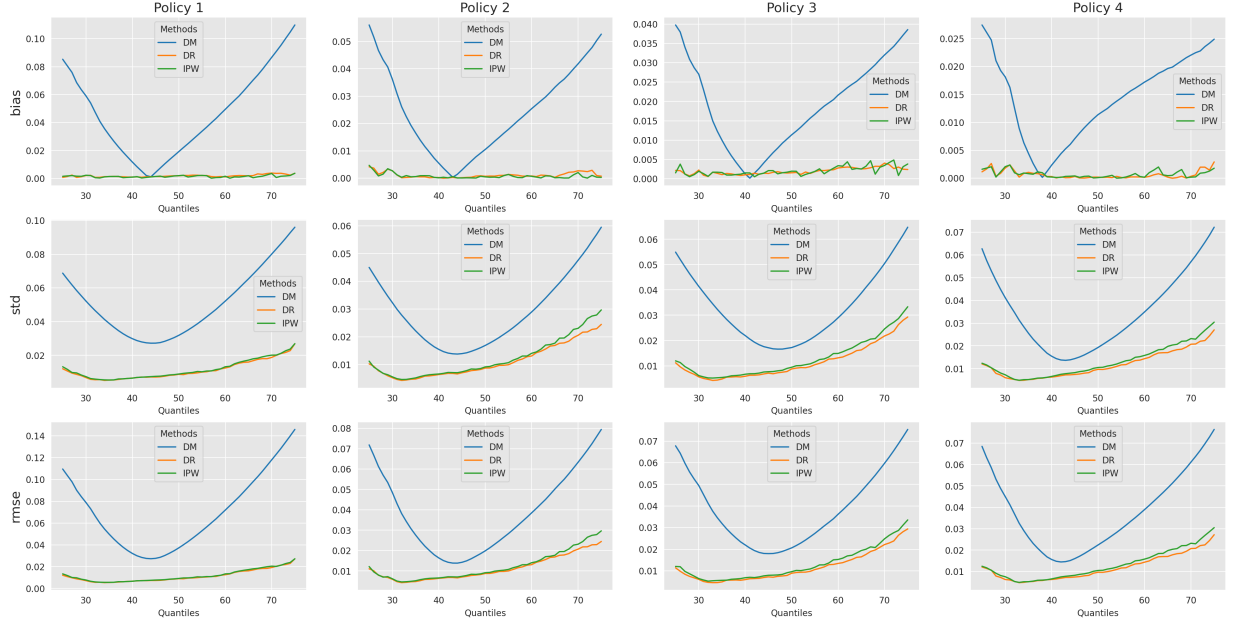 Policy 1
Policy 2
Policy 3
Policy 4
bias
0.10
0.08
0.06
0.04
0.02
0.00
Methods
DM
DR
IPW
30 40 50 60 70
Quantiles
0.05
0.04
0.03
0.02
0.01
0.00
Methods
DM
DR
IPW
30 40 50 60 70
Quantiles
0.040
0.035
0.030
0.025
0.020
0.015
0.010
0.005
0.000
Methods
DM
DR
IPW
30 40 50 60 70
Quantiles
0.025
0.020
0.015
0.010
0.005
0.000
Methods
DM
DR
IPW
30 40 50 60 70
Quantiles
std
0.10
0.08
0.06
0.04
0.02
Methods
DM
DR
IPW
30 40 50 60 70
Quantiles
0.06
0.05
0.04
0.03
0.02
0.01
Methods
DM
DR
IPW
30 40 50 60 70
Quantiles
0.06
0.05
0.04
0.03
0.02
0.01
Methods
DM
DR
IPW
30 40 50 60 70
Quantiles
0.07
0.06
0.05
0.04
0.03
0.02
0.01
Methods
DM
DR
IPW
30 40 50 60 70
Quantiles
rmse
0.14
0.12
0.10
0.08
0.06
0.04
0.02
0.00
Methods
DM
DR
IPW
30 40 50 60 70
Quantiles
0.08
0.07
0.06
0.05
0.04
0.03
0.02
0.01
Methods
DM
DR
IPW
30 40 50 60 70
Quantiles
0.07
0.06
0.05
0.04
0.03
0.02
0.01
Methods
DM
DR
IPW
30 40 50 60 70
Quantiles
0.07
0.06
0.05
0.04
0.03
0.02
0.01
Methods
DM
DR
IPW
30 40 50 60 70
Quantiles